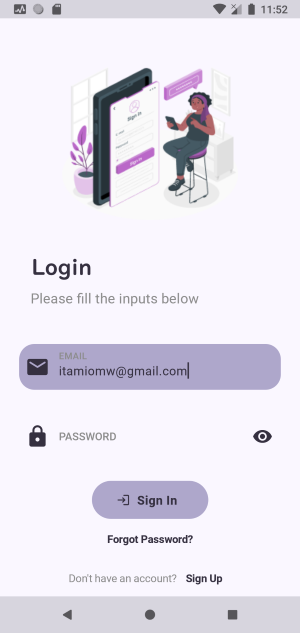 11:52
Sign In
Sign In
Login
Please fill the inputs below
EMAIL
itamiomw@gmail.com
PASSWORD
Sign In
Forgot Password?
Don't have an account? Sign Up